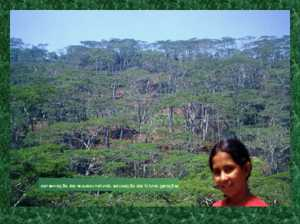 conservação dos recursos naturais, educação das futuras gerações